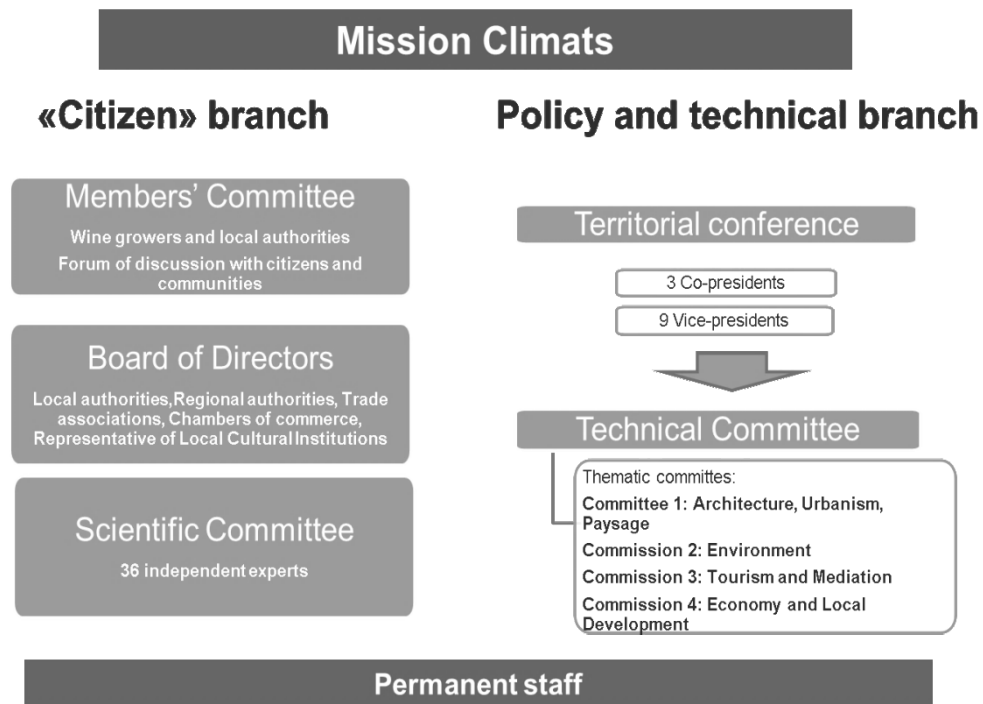 Mission Climats
«Citizen» branch
Members’ Committee
Wine growers and local authorities
Forum of discussion with citizens and
communities
Board of Directors
Local authorities,Regional authorities, Trade
associations, Chambers of commerce,
Representative of Local Cultural Institutions
Scientific Committee
36 independent experts
Policy and technical branch
Territorial conference
3 Co-presidents
9 Vice-presidents
Technical Committee
Thematic committes:
Committee 1: Architecture, Urbanism,
Paysage
Commission 2: Environment
Commission 3: Tourism and Mediation
Commission 4: Economy and Local
Development
Permanent staff